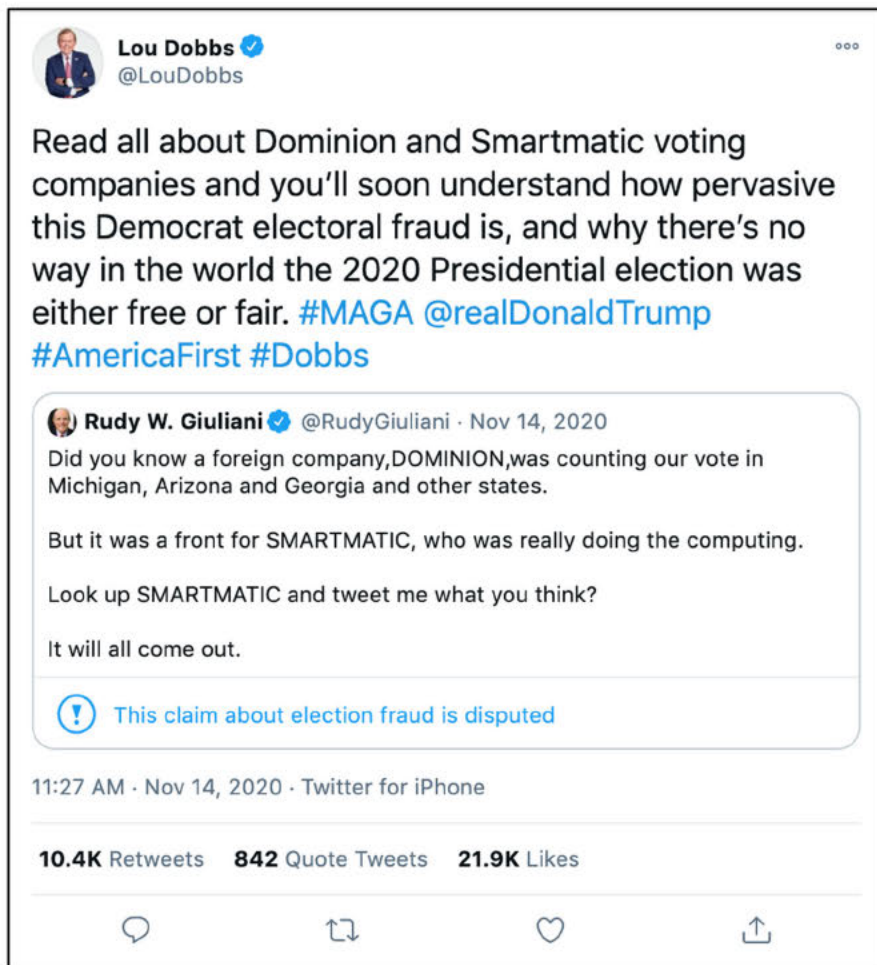 Lou Dobbs
@LouDobbs
Read all about Dominion and Smartmatic voting
companies and you'll soon understand how pervasive
this Democrat electoral fraud is, and why there's no
way in the world the 2020 Presidential election was
either free or fair. #MAGA @realDonaldTrump
#AmericaFirst #Dobbs
Rudy W. Giuliani @RudyGiuliani · Nov 14, 2020
Did you know a foreign company,DOMINION,was counting our vote in
Michigan, Arizona and Georgia and other states.
But it was a front for SMARTMATIC, who was really doing the computing.
Look up SMARTMATIC and tweet me what you think?
It will all come out.
This claim about election fraud is disputed
11:27 AM · Nov 14, 2020 · Twitter for iPhone
10.4K Retweets 842 Quote Tweets 21.9K Likes